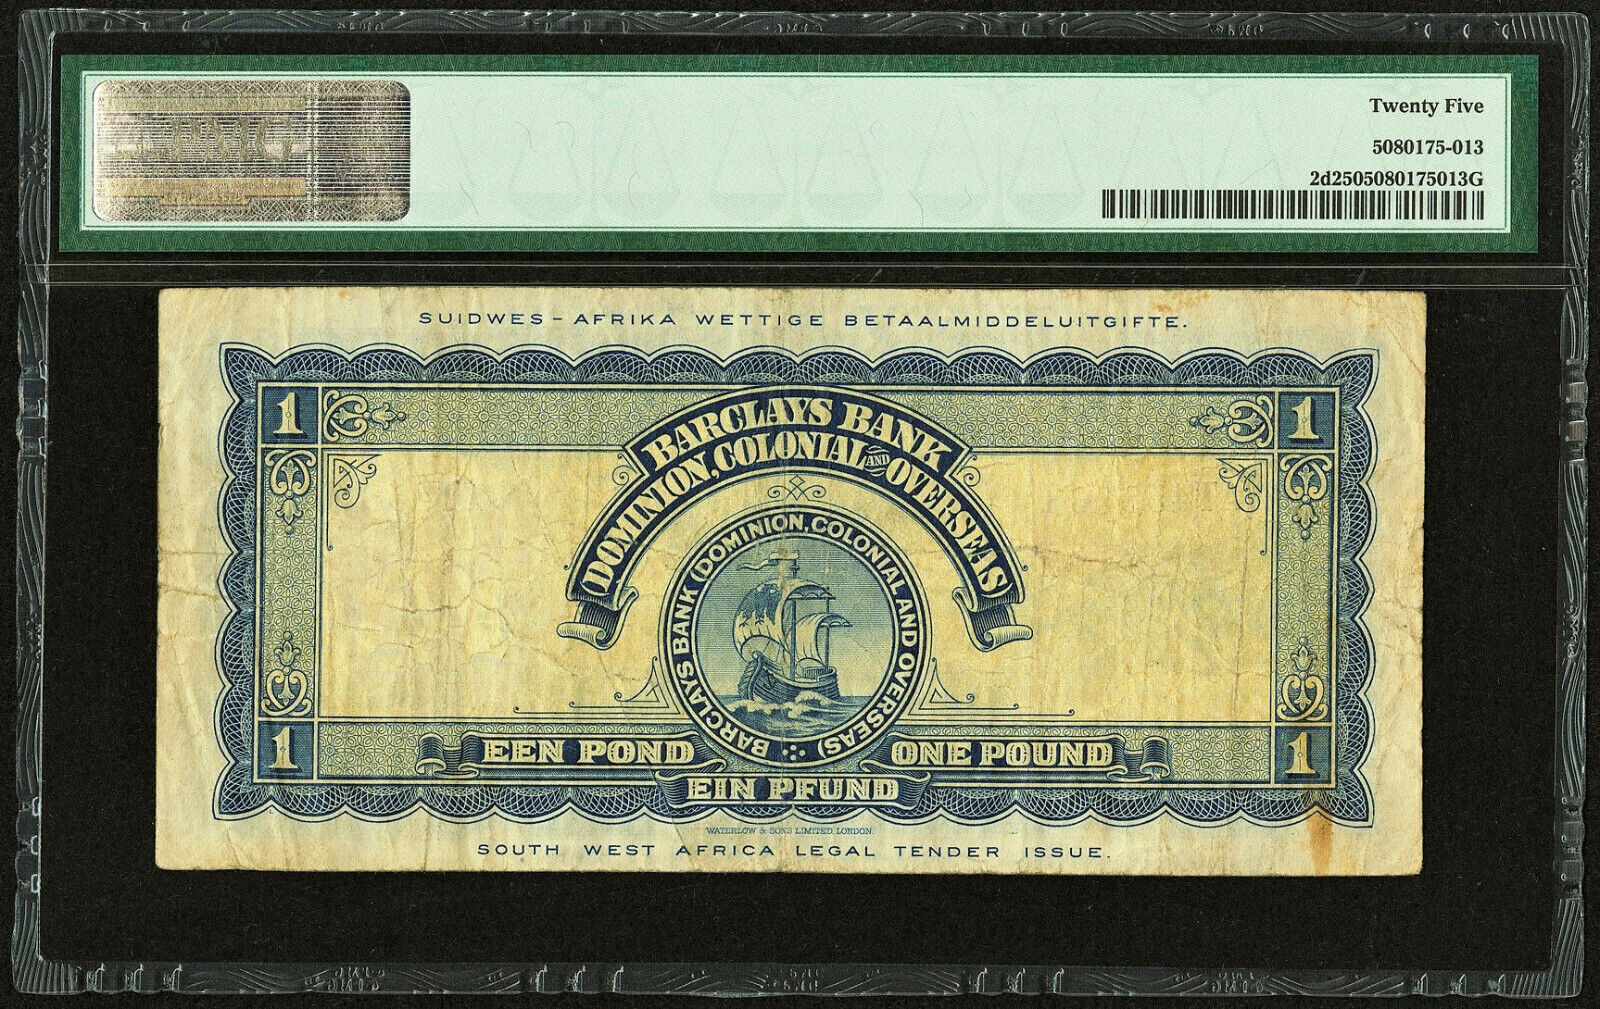 PMG
Twenty Five
5080175-013
2d2505080175013G
SUIDWES-AFRIKA WETTIGE BETAALMIDDELUITGIFTE.
1
1
BARCLAYS BANK
DOMINION, COLONIAL AND OVERSEAS
BARCLAYS BANK (DOMINION, COLONIAL AND OVERSEAS)
1
1
EEN POND
ONE POUND
EIN PFUND
WATERLOW & SONS LIMITED, LONDON.
SOUTH WEST AFRICA LEGAL TENDER ISSUE.